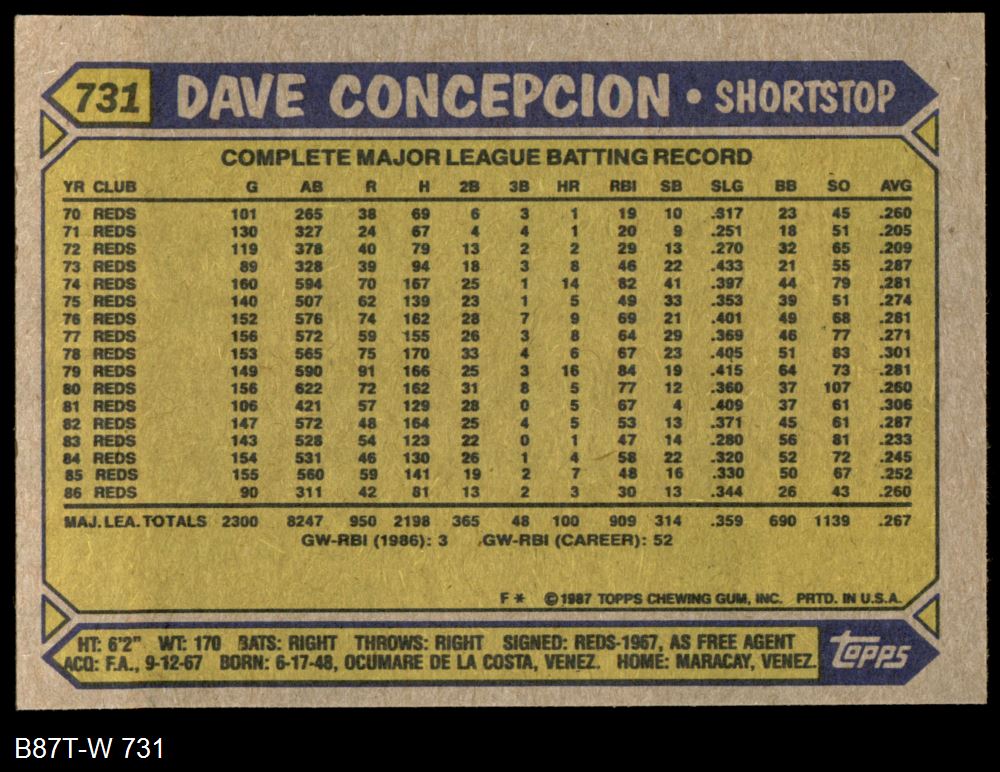 731 DAVE CONCEPCION • SHORTSTOP
COMPLETE MAJOR LEAGUE BATTING RECORD
YR CLUB G AB R H 2B 3B HR RBI SB SLG BB SO AVG
70 REDS 101 265 38 69 6 3 1 19 10 .317 23 45 .260
71 REDS 130 327 24 67 4 4 1 20 9 .251 18 51 .205
72 REDS 119 378 40 79 13 2 2 29 13 .270 32 65 .209
73 REDS 89 328 39 94 18 3 8 46 22 .433 21 55 .287
74 REDS 160 594 70 167 25 1 14 82 41 .397 44 79 .281
75 REDS 140 507 62 139 23 1 5 49 33 .353 39 51 .274
76 REDS 152 576 74 162 28 7 9 69 21 .401 49 68 .281
77 REDS 156 572 59 155 26 3 8 64 29 .369 46 77 .271
78 REDS 153 565 75 170 33 4 6 67 23 .405 51 83 .301
79 REDS 149 590 91 166 25 3 16 84 19 .415 64 73 .281
80 REDS 156 622 72 162 31 8 5 77 12 .360 37 107 .260
81 REDS 106 421 57 129 28 0 5 67 4 .409 37 61 .306
82 REDS 147 572 48 164 25 4 5 53 13 .371 45 61 .287
83 REDS 143 528 54 123 22 0 1 47 14 .280 56 81 .233
84 REDS 154 531 46 130 26 1 4 58 22 .320 52 72 .245
85 REDS 155 560 59 141 19 2 7 48 16 .330 50 67 .252
86 REDS 90 311 42 81 13 2 3 30 13 .344 26 43 .260
MAJ. LEA. TOTALS 2300 8247 950 2198 365 48 100 909 314 .359 690 1139 .267
GW-RBI (1986): 3 GW-RBI (CAREER): 52
F * © 1987 TOPPS CHEWING GUM, INC. PRTD. IN U.S.A.
HT: 6'2" WT: 170 BATS: RIGHT THROWS: RIGHT SIGNED: REDS-1967, AS FREE AGENT
ACQ: F.A., 9-12-67 BORN: 6-17-48, OCUMARE DE LA COSTA, VENEZ. HOME: MARACAY, VENEZ.
TOPPS
B87T-W 731